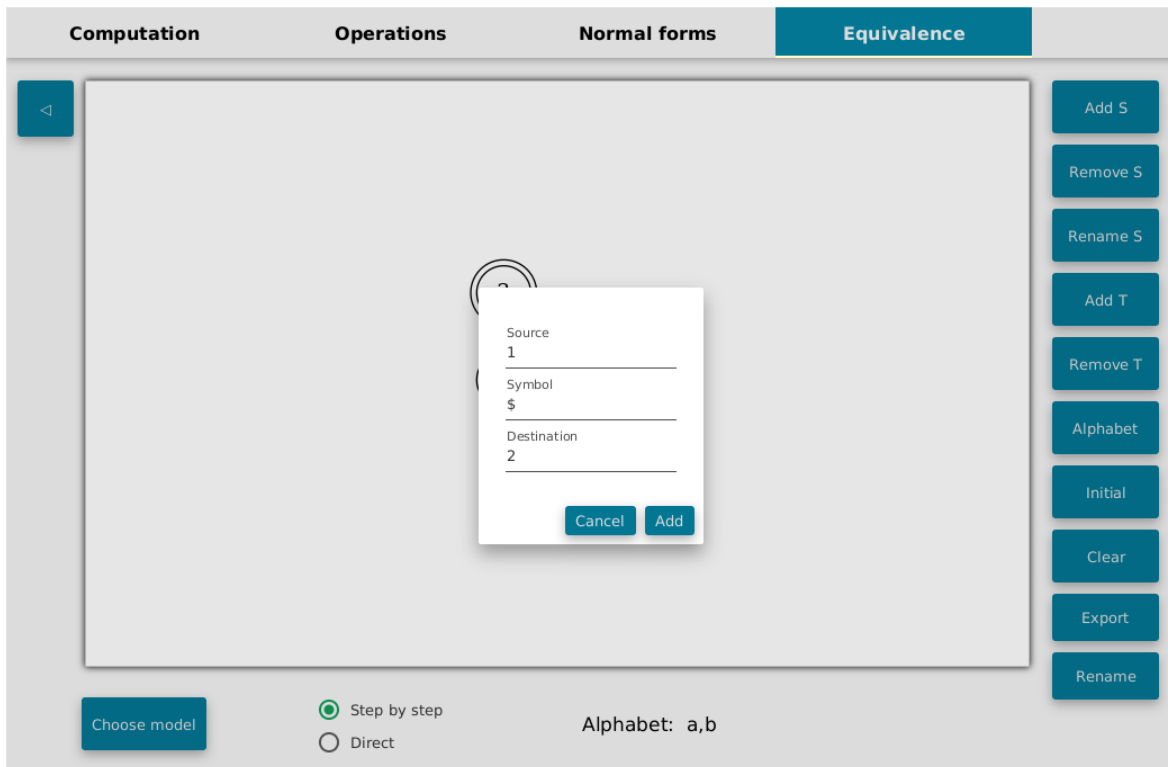 Computation Operations Normal forms Equivalence
◁
Add S
Remove S
Rename S
Add T
Remove T
Alphabet
Initial
Clear
Export
Rename
Source
1
Symbol
$
Destination
2
Cancel Add
Choose model
Step by step
Direct
Alphabet: a,b